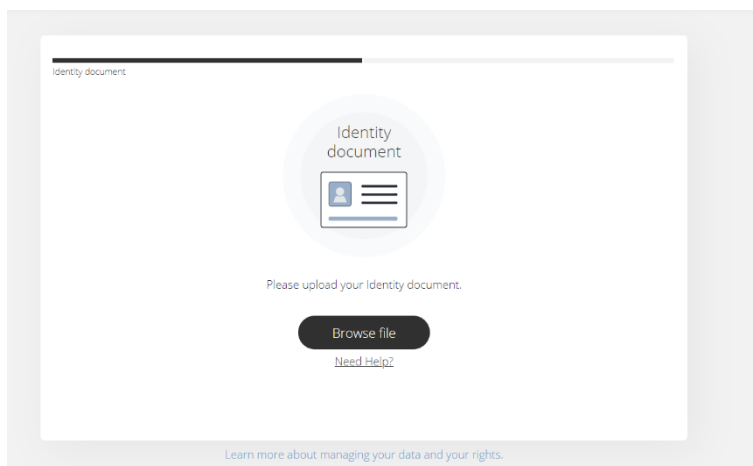 Identity document
Identity
document
Please upload your Identity document.
Browse file
Need Help?
Learn more about managing your data and your rights.